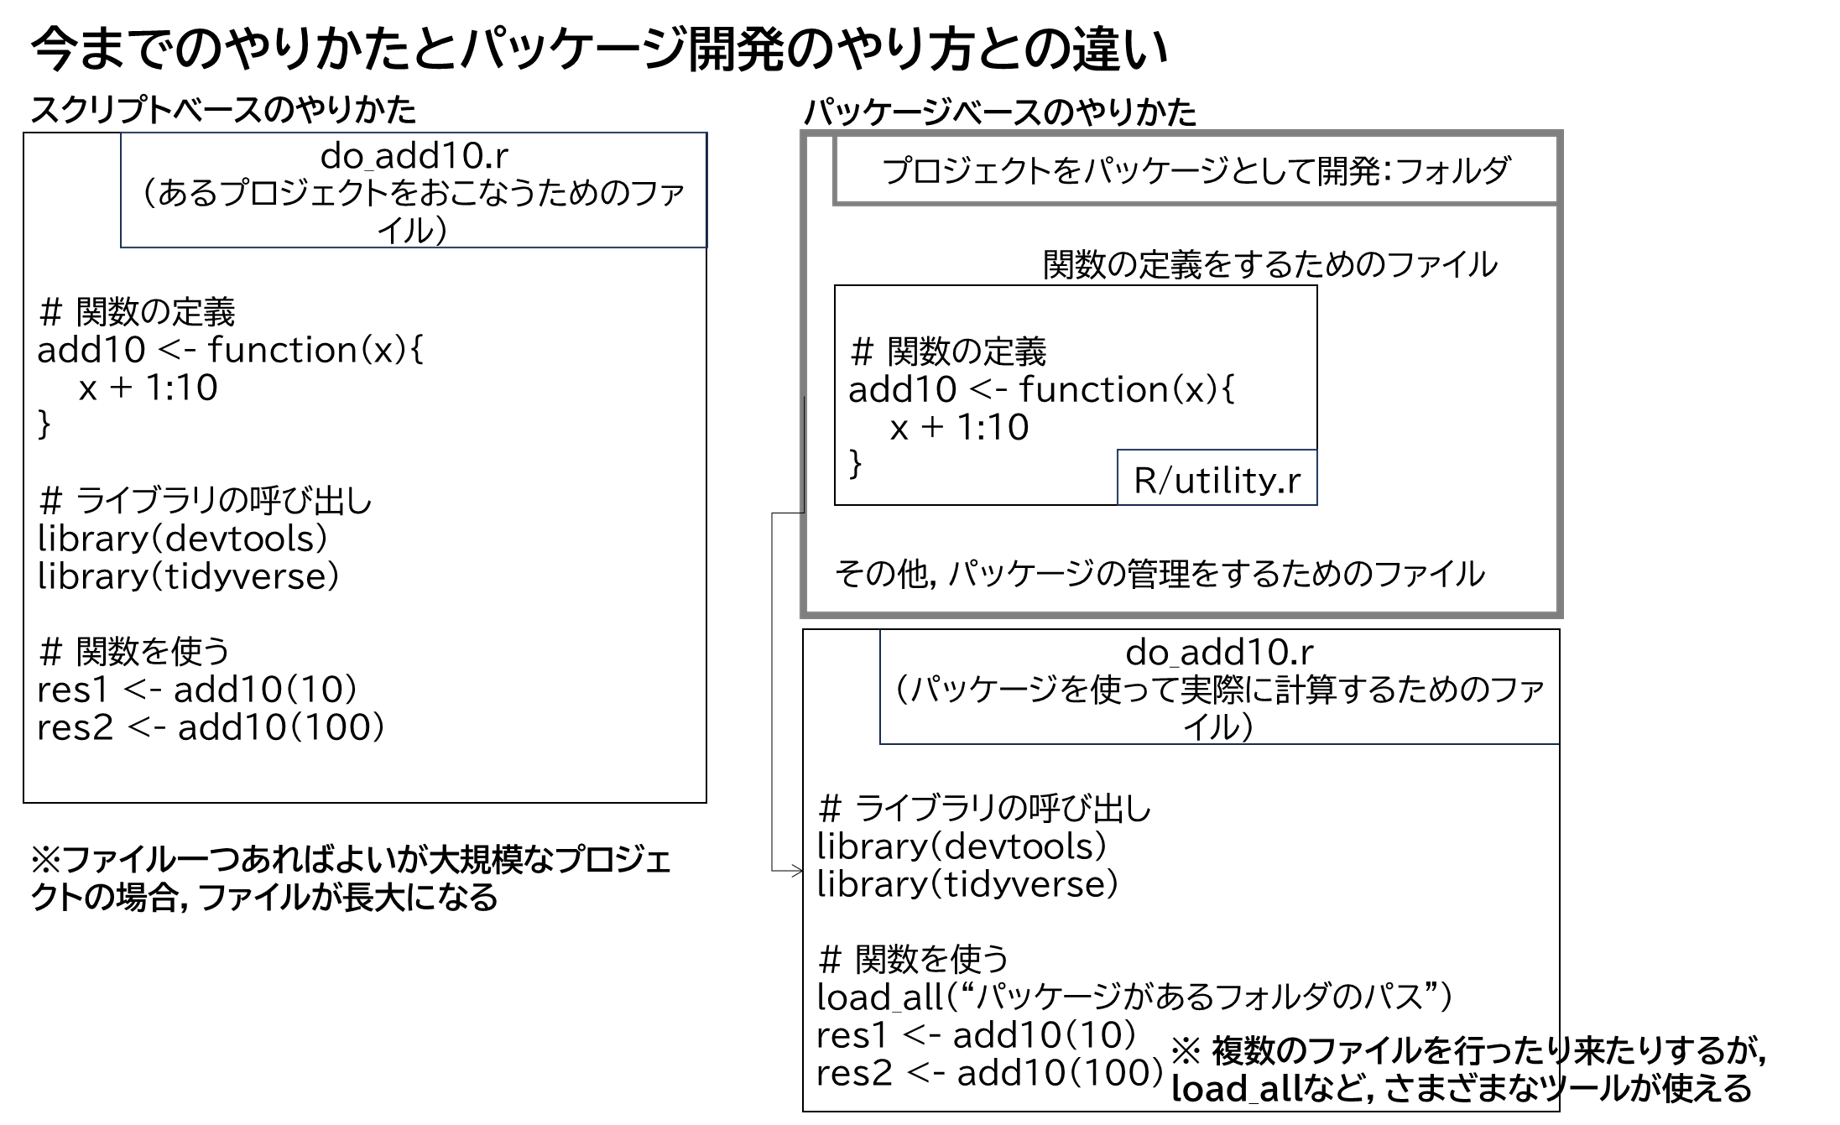 今までのやりかたとパッケージ開発のやり方との違い
スクリプトベースのやりかた
do_add10.r
（あるプロジェクトをおこなうためのファ
イル）
# 関数の定義
add10 <- function(x){
x + 1:10
}
# ライブラリの呼び出し
library(devtools)
library(tidyverse)
# 関数を使う
res1 <- add10(10)
res2 <- add10(100)
※ファイル一つあればよいが大規模なプロジェ
クトの場合, ファイルが長大になる
パッケージベースのやりかた
プロジェクトをパッケージとして開発：フォルダ
関数の定義をするためのファイル
# 関数の定義
add10 <- function(x){
x + 1:10
}
R/utility.r
その他, パッケージの管理をするためのファイル
do_add10.r
（パッケージを使って実際に計算するためのファ
イル）
# ライブラリの呼び出し
library(devtools)
library(tidyverse)
# 関数を使う
load_all(“パッケージがあるフォルダのパス”)
res1 <- add10(10)
res2 <- add10(100)
※ 複数のファイルを行ったり来たりするが,
load_allなど, さまざまなツールが使える